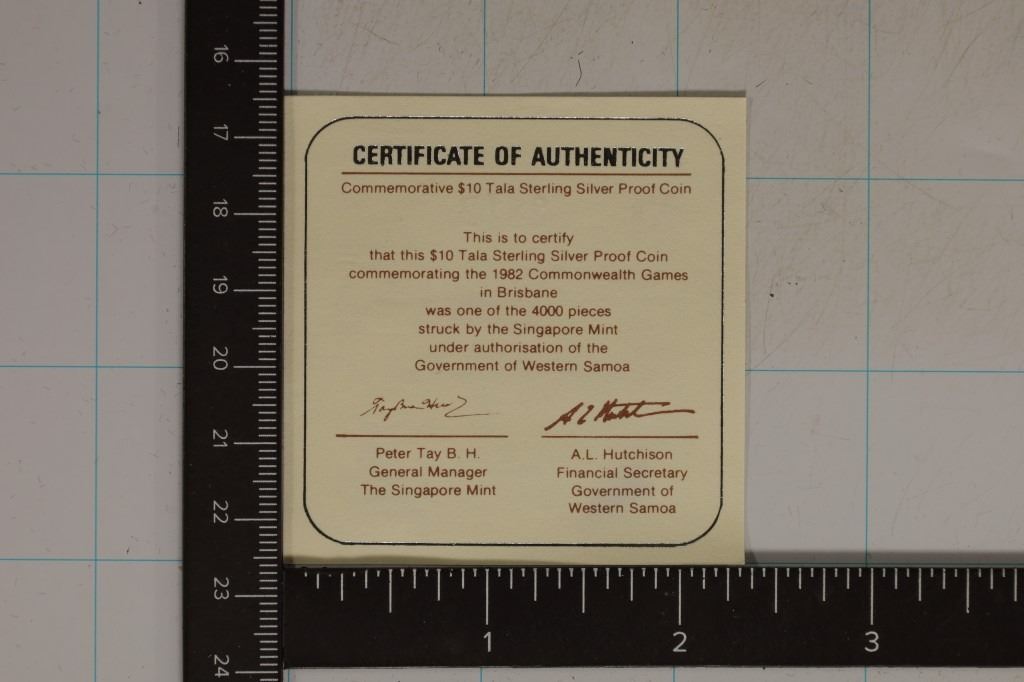 CERTIFICATE OF AUTHENTICITY
Commemorative $10 Tala Sterling Silver Proof Coin
This is to certify
that this $10 Tala Sterling Silver Proof Coin
commemorating the 1982 Commonwealth Games
in Brisbane
was one of the 4000 pieces
struck by the Singapore Mint
under authorisation of the
Government of Western Samoa
Peter Tay B. H.
General Manager
The Singapore Mint
A.L. Hutchison
Financial Secretary
Government of
Western Samoa
16
17
18
19
20
21
22
23
24
1 2 3